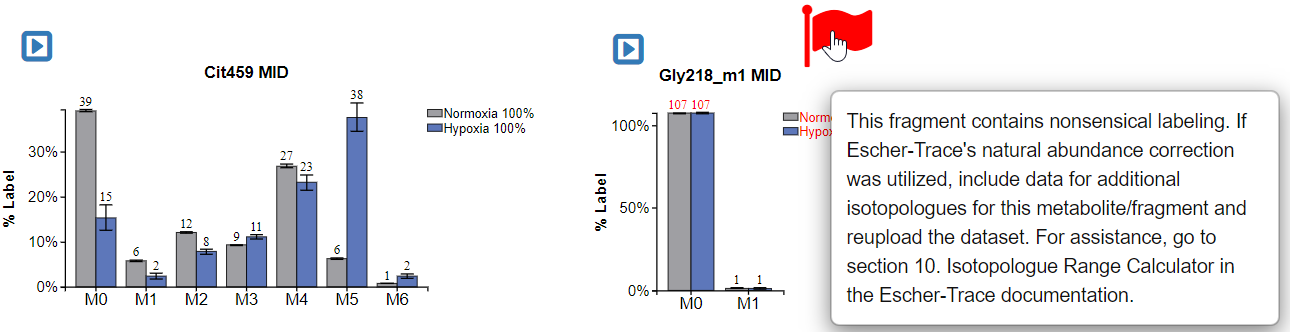 Cit459 MID
39
15
6
2
12
8
9
11
27
23
6
38
1
2
30%
20%
10%
0%
% Label
M0 M1 M2 M3 M4 M5 M6
Normoxia 100%
Hypoxia 100%
Gly218_m1 MID
107 107
1 1
100%
50%
0%
% Label
M0 M1
Normo
Hypox
This fragment contains nonsensical labeling. If
Escher-Trace's natural abundance correction
was utilized, include data for additional
isotopologues for this metabolite/fragment and
reupload the dataset. For assistance, go to
section 10. Isotopologue Range Calculator in
the Escher-Trace documentation.